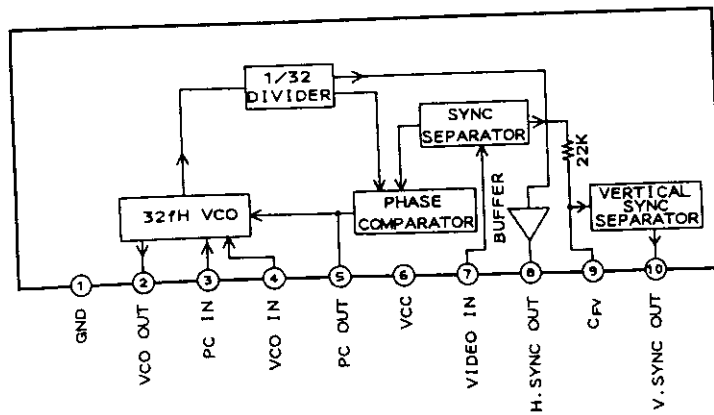 1/32
DIVIDER
SYNC
SEPARATOR
22K
32fH VCO
PHASE
COMPARATOR
BUFFER
VERTICAL
SYNC
SEPARATOR
1
2
3
4
5
6
7
8
9
10
GND
VCO OUT
PC IN
VCO IN
PC OUT
VCC
VIDEO IN
H.SYNC OUT
CFV
V.SYNC OUT